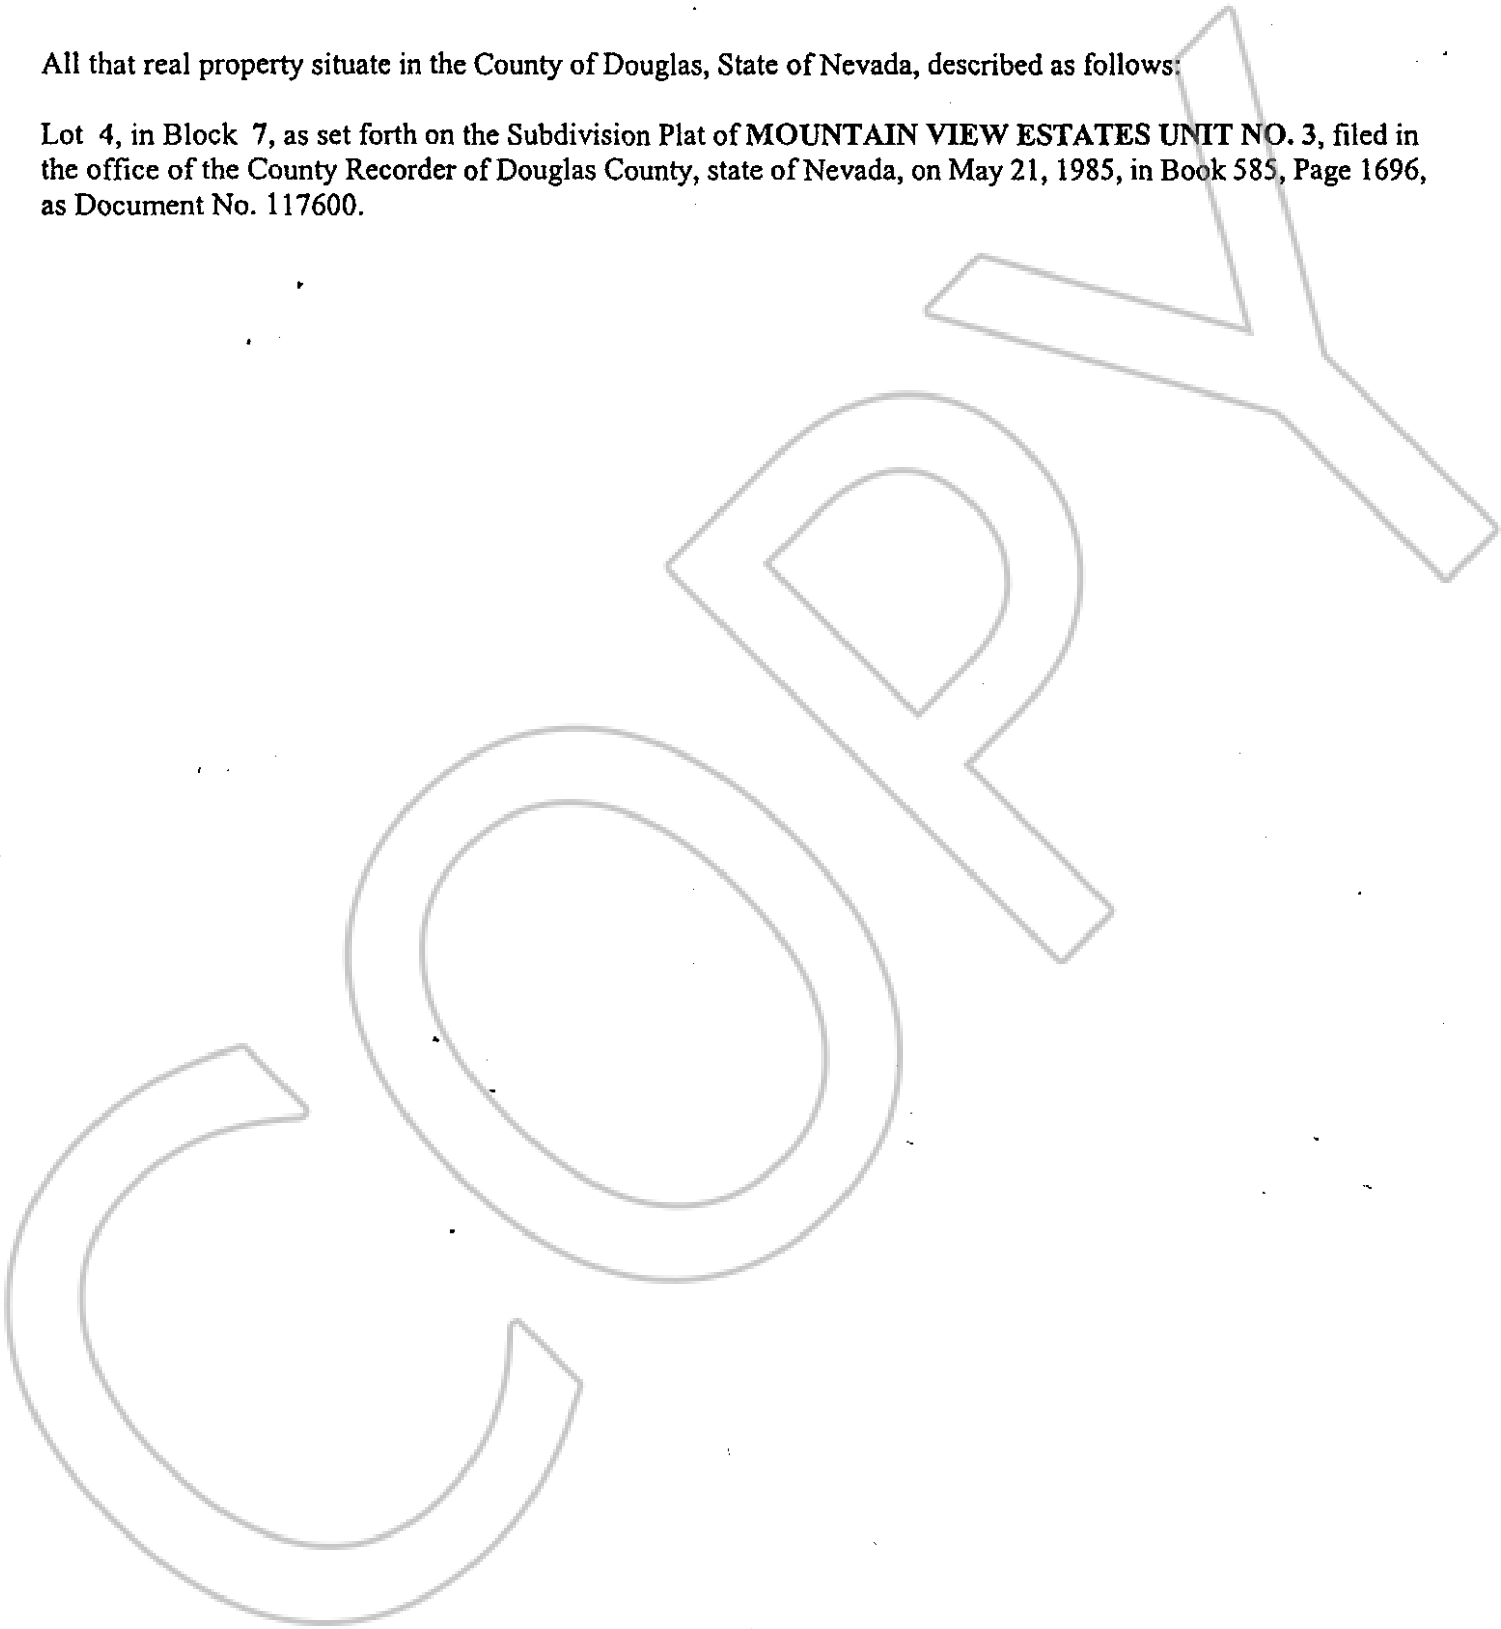 All that real property situate in the County of Douglas, State of Nevada, described as follows:
Lot 4, in Block 7, as set forth on the Subdivision Plat of MOUNTAIN VIEW ESTATES UNIT NO. 3, filed in
the office of the County Recorder of Douglas County, state of Nevada, on May 21, 1985, in Book 585, Page 1696,
as Document No. 117600.
COPY